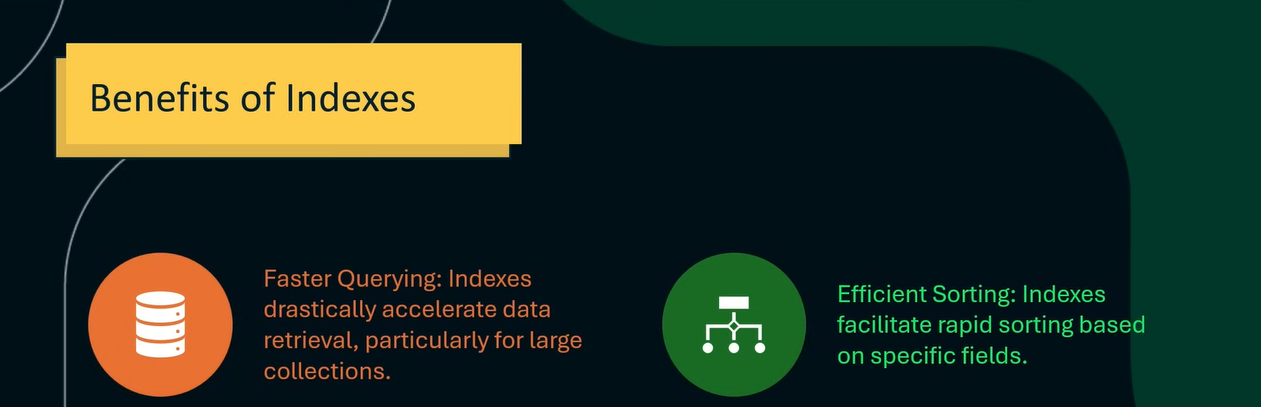 Benefits of Indexes
Faster Querying: Indexes
drastically accelerate data
retrieval, particularly for large
collections.
Efficient Sorting: Indexes
facilitate rapid sorting based
on specific fields.